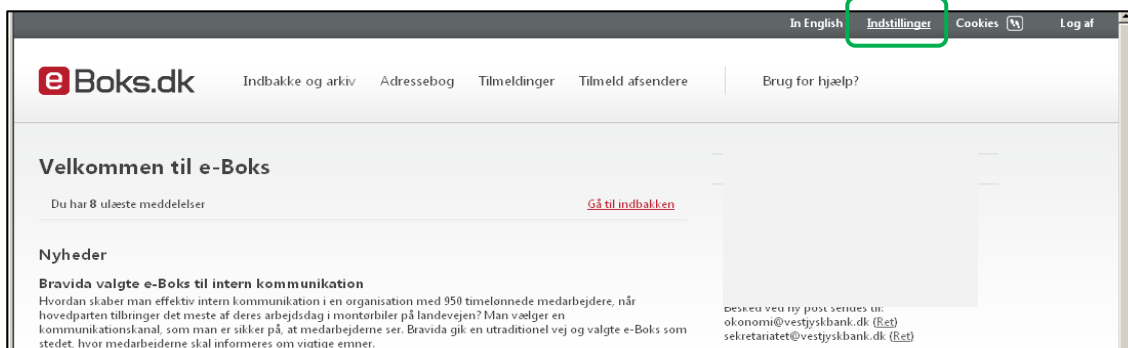 In English Indstillinger Cookies Log af
e Boks.dk Indbakke og arkiv Adressebog Tilmeldinger Tilmeld afsendere Brug for hjælp?
Velkommen til e-Boks
Du har 8 ulæste meddelelser Gå til indbakken
Nyheder
Bravida valgte e-Boks til intern kommunikation
Hvordan skaber man effektiv intern kommunikation i en organisation med 950 timelønnede medarbejdere, når
hovedparten tilbringer det meste af deres arbejdsdag i montørbiler på landevejen? Man vælger en
kommunikationskanal, som man er sikker på, at medarbejderne ser. Bravida gik en utraditionel vej og valgte e-Boks som
stedet, hvor medarbejderne skal informeres om vigtige emner.
Besked ved ny post sendes til:
okonomi@vestjyskbank.dk (Ret)
sekretariatet@vestjyskbank.dk (Ret)